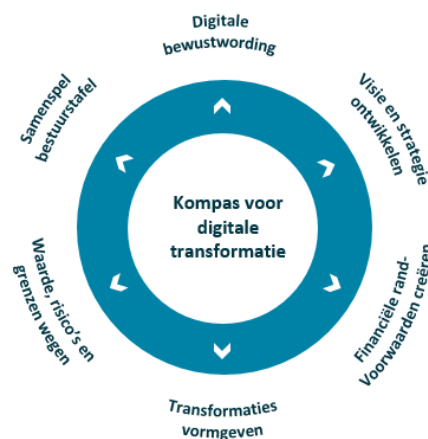 Digitale
bewustwording
Visie en strategie
ontwikkelen
Financiële rand-
Voorwaarden creëren
Transformaties
vormgeven
Waarde, risico's en
grenzen wegen
Samenspel
bestuurstafel
Kompas voor
digitale
transformatie